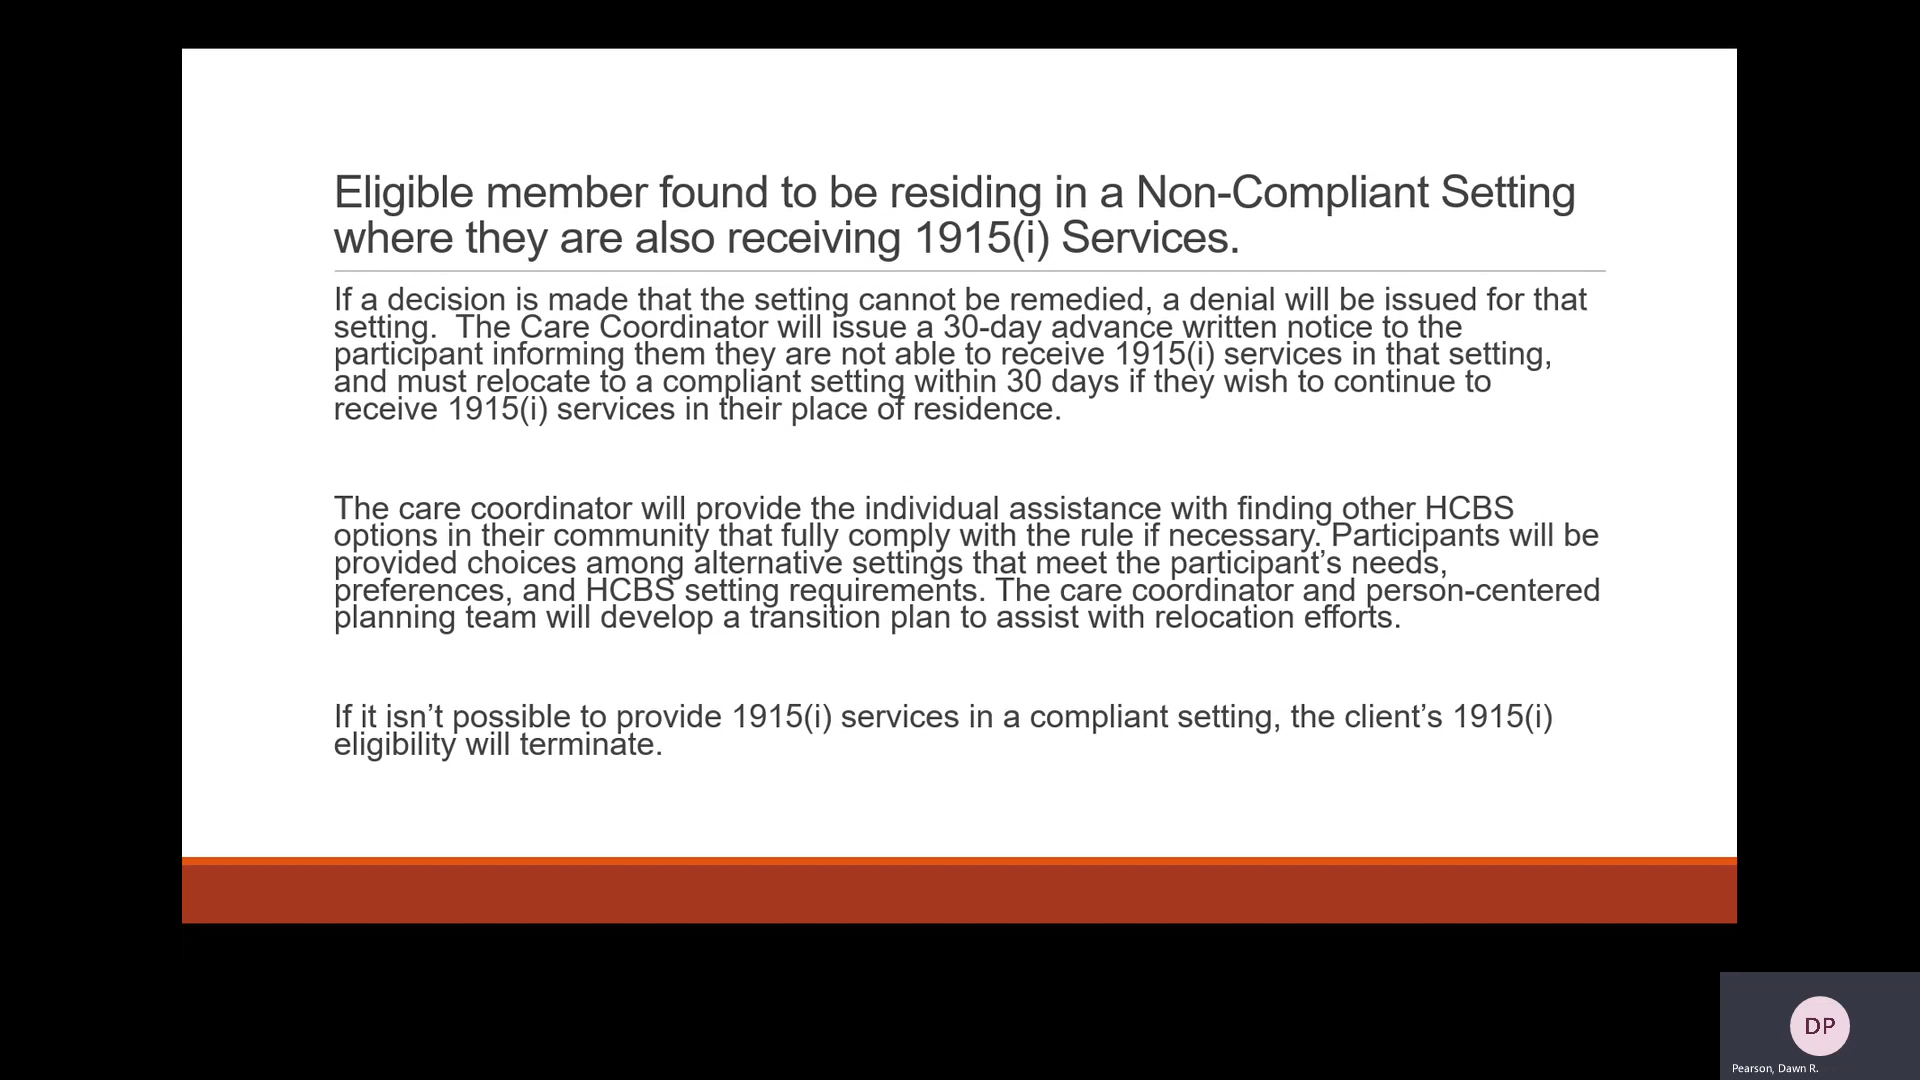 Eligible member found to be residing in a Non-Compliant Setting
where they are also receiving 1915(i) Services.
If a decision is made that the setting cannot be remedied, a denial will be issued for that
setting.  The Care Coordinator will issue a 30-day advance written notice to the
participant informing them they are not able to receive 1915(i) services in that setting,
and must relocate to a compliant setting within 30 days if they wish to continue to
receive 1915(i) services in their place of residence.
The care coordinator will provide the individual assistance with finding other HCBS
options in their community that fully comply with the rule if necessary. Participants will be
provided choices among alternative settings that meet the participant’s needs,
preferences, and HCBS setting requirements. The care coordinator and person-centered
planning team will develop a transition plan to assist with relocation efforts.
If it isn’t possible to provide 1915(i) services in a compliant setting, the client’s 1915(i)
eligibility will terminate.
DP
Pearson, Dawn R.